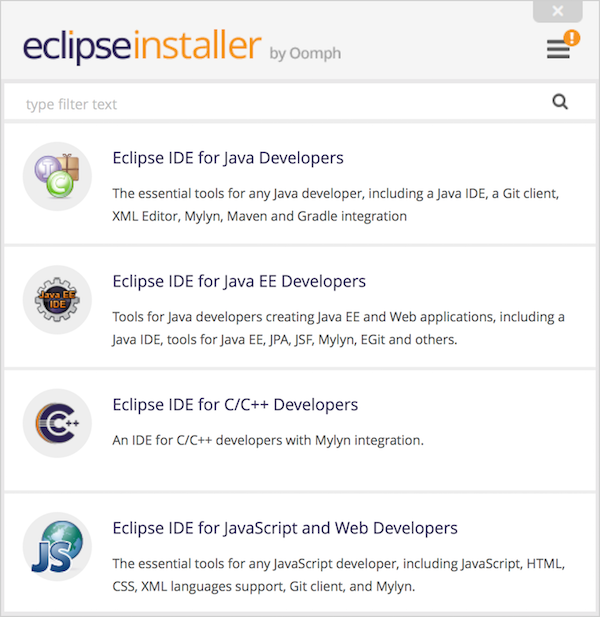 eclipseinstaller by Oomph
!
type filter text
Eclipse IDE for Java Developers
The essential tools for any Java developer, including a Java IDE, a Git client,
XML Editor, Mylyn, Maven and Gradle integration
Eclipse IDE for Java EE Developers
Java EE
IDE
Tools for Java developers creating Java EE and Web applications, including a
Java IDE, tools for Java EE, JPA, JSF, Mylyn, EGit and others.
Eclipse IDE for C/C++ Developers
C++
An IDE for C/C++ developers with Mylyn integration.
Eclipse IDE for JavaScript and Web Developers
JS
The essential tools for any JavaScript developer, including JavaScript, HTML,
CSS, XML languages support, Git client, and Mylyn.